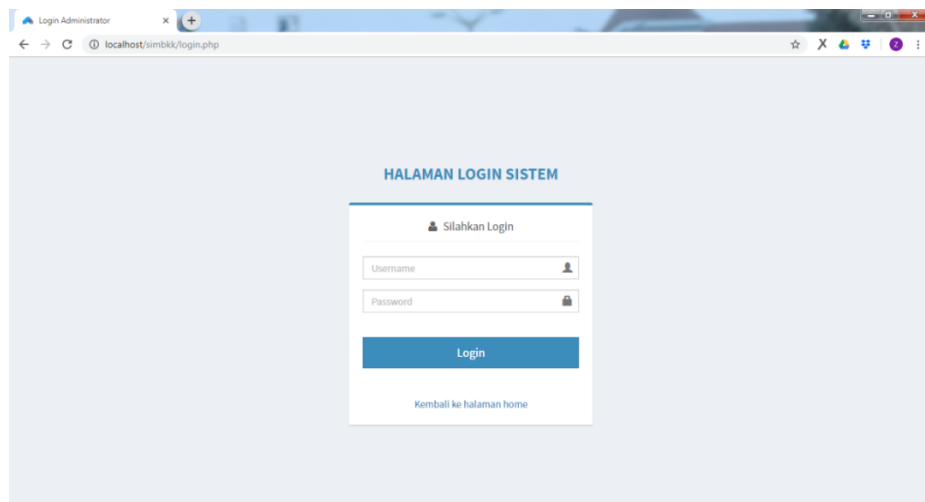 Login Administrator
localhost/simbkk/login.php
HALAMAN LOGIN SISTEM
Silahkan Login
Username
Password
Login
Kembali ke halaman home